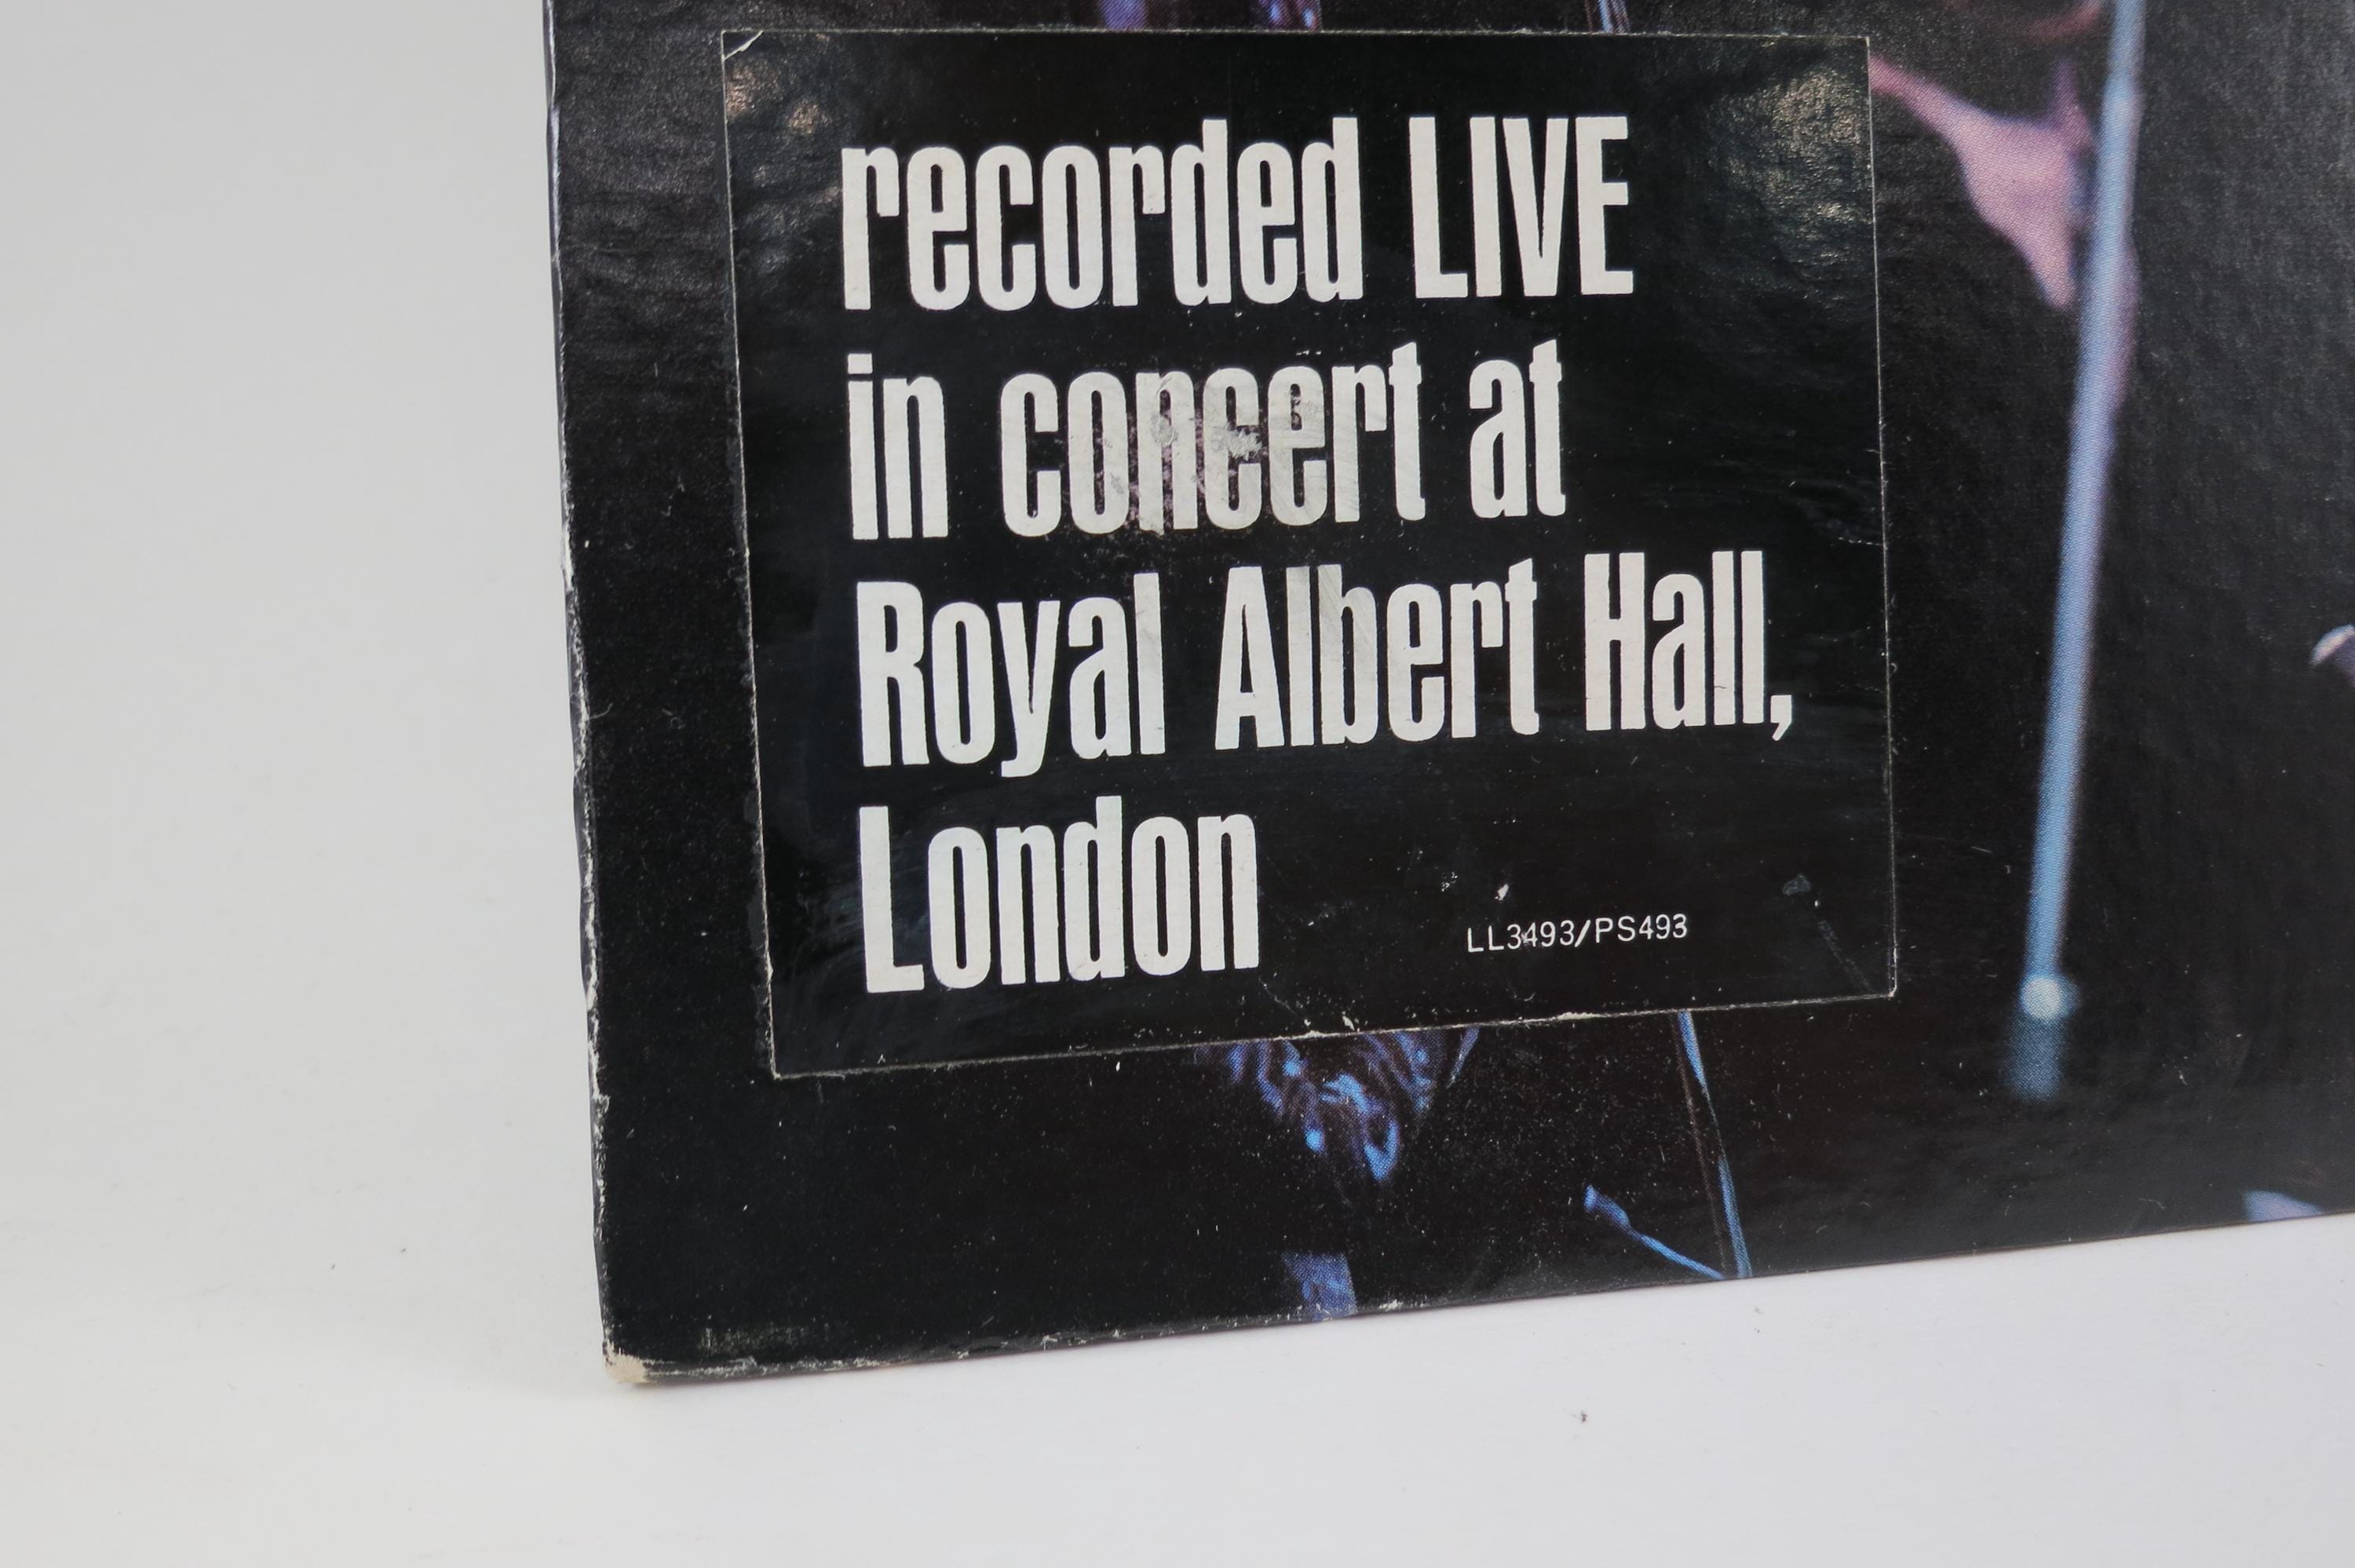 recorded LIVE
in concert at
Royal Albert Hall,
London
LL3493/PS493